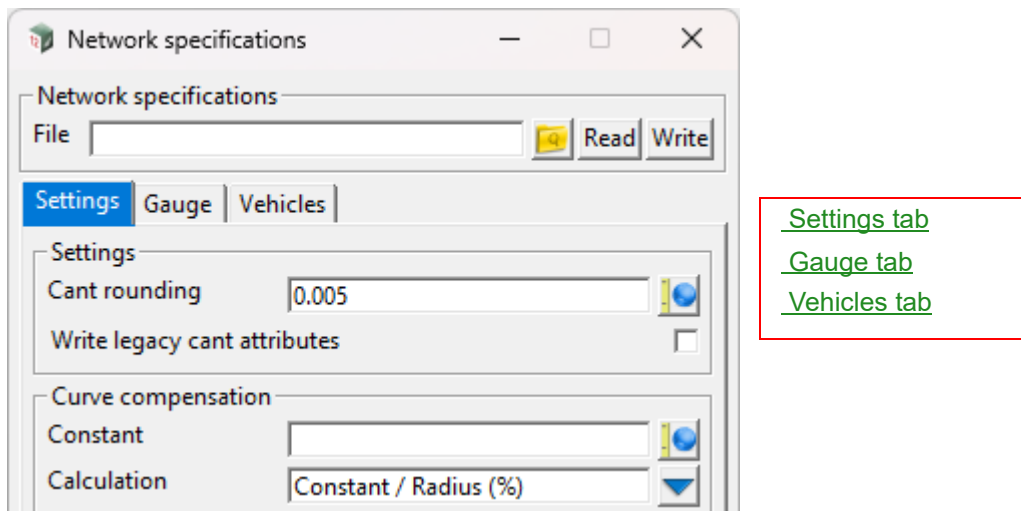 Network specifications
Network specifications
File
Read Write
Settings Gauge Vehicles
Settings
Cant rounding 0.005
Write legacy cant attributes
Curve compensation
Constant
Calculation Constant / Radius (%)
Settings tab
Gauge tab
Vehicles tab